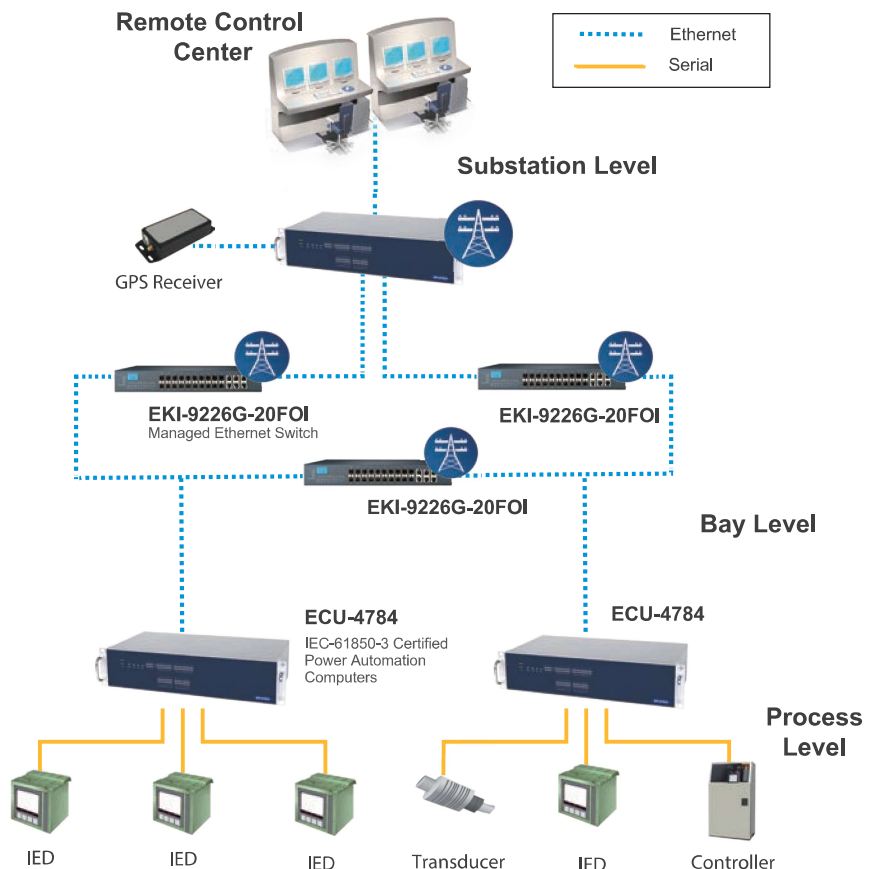 Remote Control
Center
Ethernet
Serial
Substation Level
GPS Receiver
EKI-9226G-20FOI
Managed Ethernet Switch
EKI-9226G-20FOI
EKI-9226G-20FOI
Bay Level
ECU-4784
IEC-61850-3 Certified
Power Automation
Computers
ECU-4784
Process
Level
IED
IED
IED
Transducer
IED
Controller